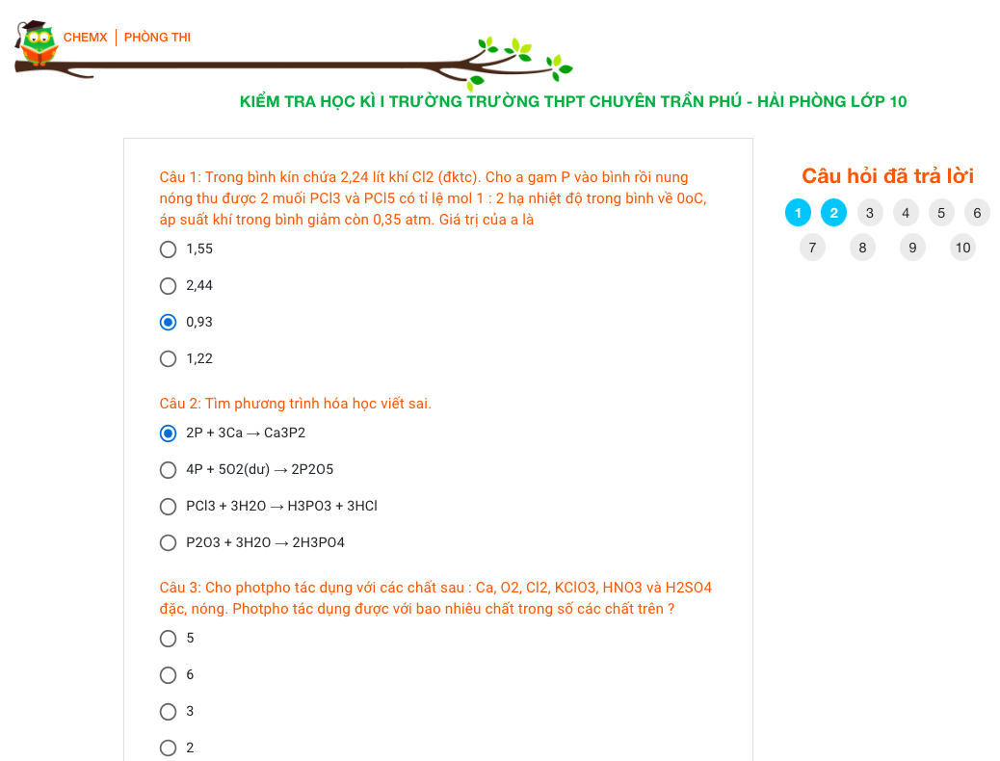 CHEMX | PHÒNG THI
KIỂM TRA HỌC KÌ I TRƯỜNG TRƯỜNG THPT CHUYÊN TRẦN PHÚ - HẢI PHÒNG LỚP 10
Câu 1: Trong bình kín chứa 2,24 lít khí Cl2 (đktc). Cho a gam P vào bình rồi nung
nóng thu được 2 muối PCl3 và PCl5 có tỉ lệ mol 1 : 2 hạ nhiệt độ trong bình về 0oC,
áp suất khí trong bình giảm còn 0,35 atm. Giá trị của a là
1,55
2,44
0,93
1,22
Câu 2: Tìm phương trình hóa học viết sai.
2P + 3Ca → Ca3P2
4P + 5O2(dư) → 2P2O5
PCl3 + 3H2O → H3PO3 + 3HCl
P2O3 + 3H2O → 2H3PO4
Câu 3: Cho photpho tác dụng với các chất sau : Ca, O2, Cl2, KClO3, HNO3 và H2SO4
đặc, nóng. Photpho tác dụng được với bao nhiêu chất trong số các chất trên ?
5
6
3
2
Câu hỏi đã trả lời
1 2 3 4 5 6
7 8 9 10